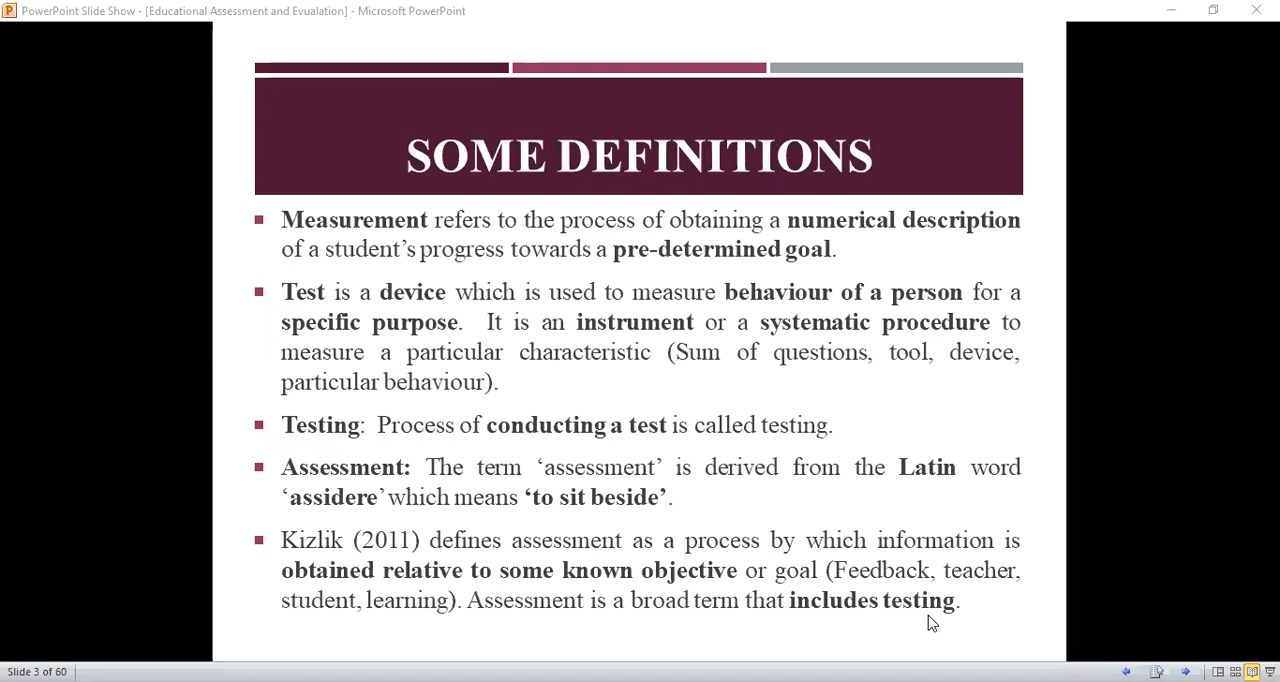 PowerPoint Slide Show - [Educational Assessment and Evualation] - Microsoft PowerPoint
SOME DEFINITIONS
Measurement refers to the process of obtaining a numerical description
of a student's progress towards a pre-determined goal.
Test is a device which is used to measure behaviour of a person for a
specific purpose. It is an instrument or a systematic procedure to
measure a particular characteristic (Sum of questions, tool, device,
particular behaviour).
Testing: Process of conducting a test is called testing.
Assessment: The term ‘assessment’ is derived from the Latin word
‘assidere’ which means ‘to sit beside’.
Kizlik (2011) defines assessment as a process by which information is
obtained relative to some known objective or goal (Feedback, teacher,
student, learning). Assessment is a broad term that includes testing.
Slide 3 of 60